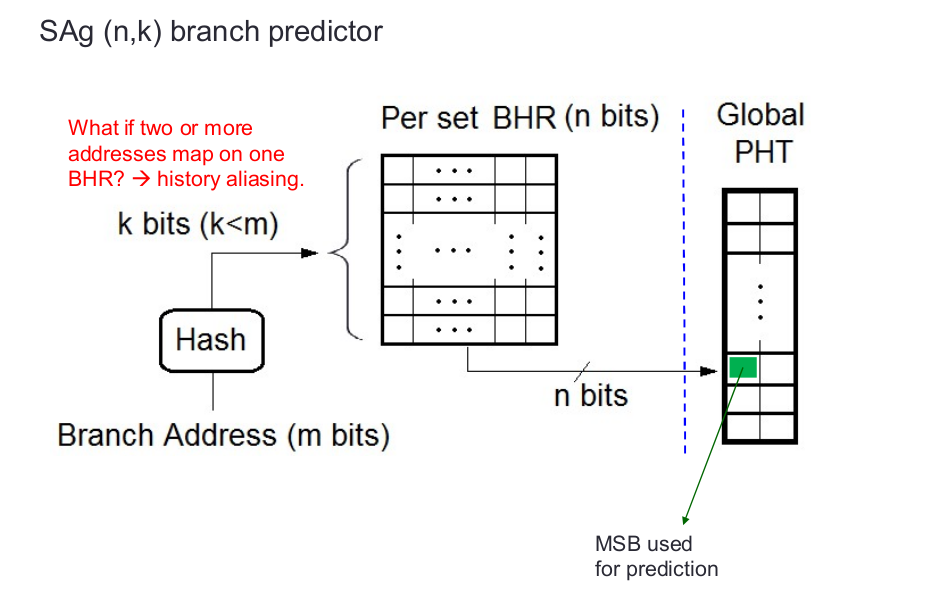 SAg (n,k) branch predictor
What if two or more
addresses map on one
BHR? → history aliasing.
k bits (k<m)
Hash
Branch Address (m bits)
Per set BHR (n bits)
n bits
Global
PHT
MSB used
for prediction